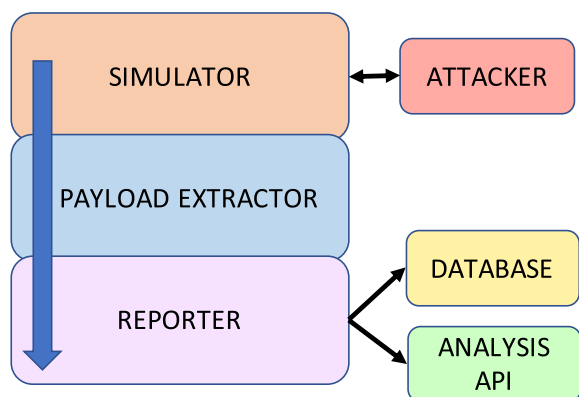 SIMULATOR
ATTACKER
PAYLOAD EXTRACTOR
DATABASE
REPORTER
ANALYSIS
API